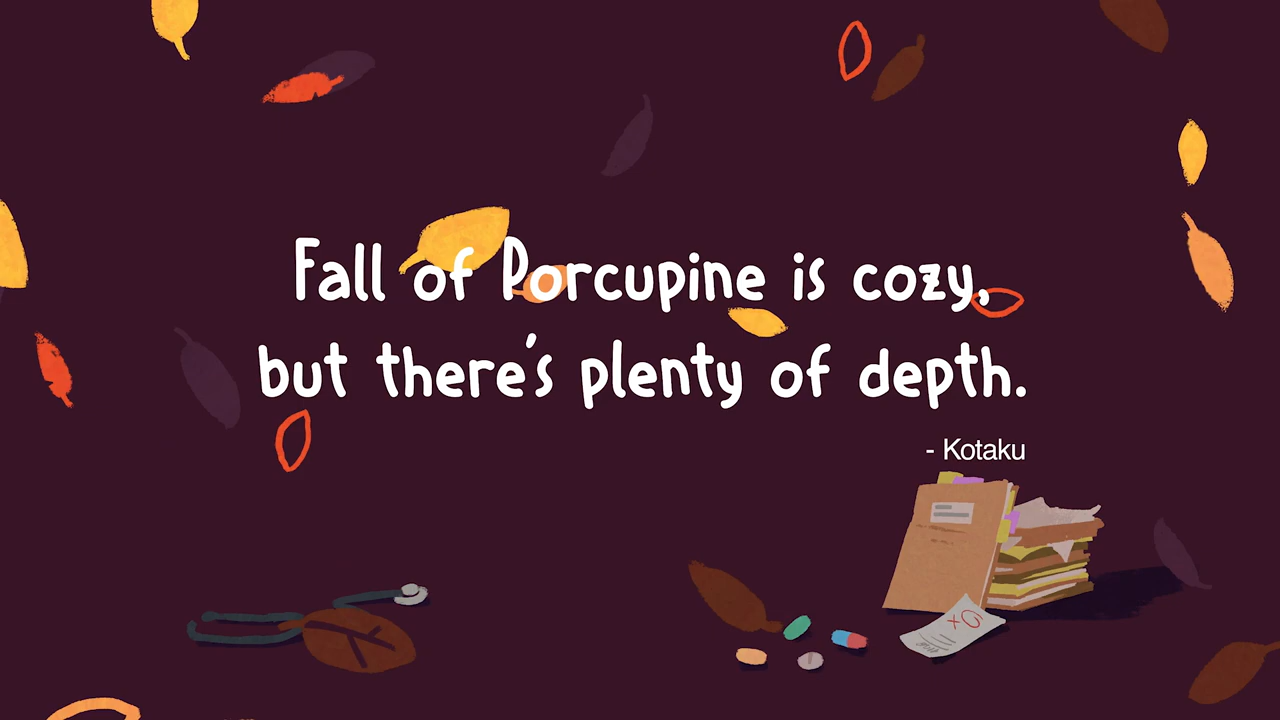 Fall of Porcupine is cozy,
but there's plenty of depth.
- Kotaku